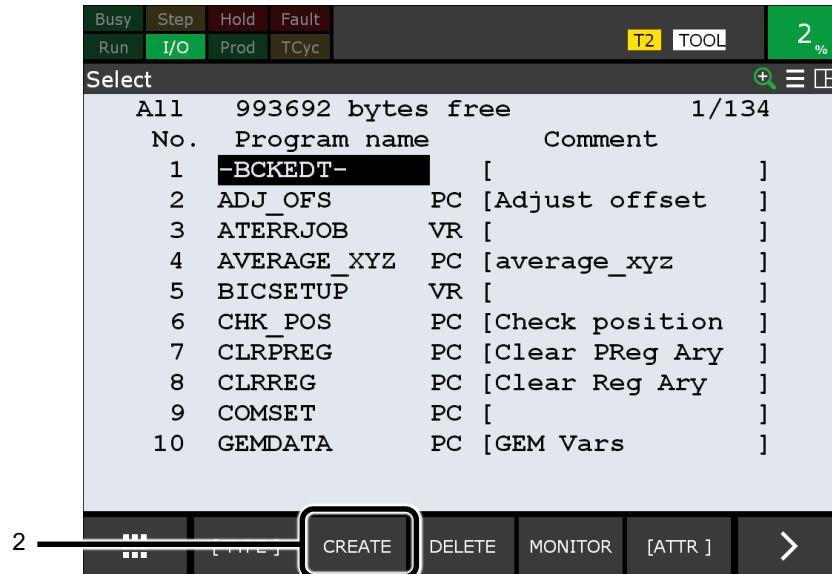 Busy Step Hold Fault
Run I/O Prod TCyc T2 TOOL 2 %
Select
All 993692 bytes free 1/134
No. Program name Comment
1 -BCKEDT- [ ]
2 ADJ_OFS PC [Adjust offset ]
3 ATERRJOB VR [ ]
4 AVERAGE_XYZ PC [average_xyz ]
5 BICSETUP VR [ ]
6 CHK_POS PC [Check position ]
7 CLRPREG PC [Clear PReg Ary ]
8 CLRREG PC [Clear Reg Ary ]
9 COMSET PC [ ]
10 GEMDATA PC [GEM Vars ]
2 CREATE DELETE MONITOR [ATTR ]